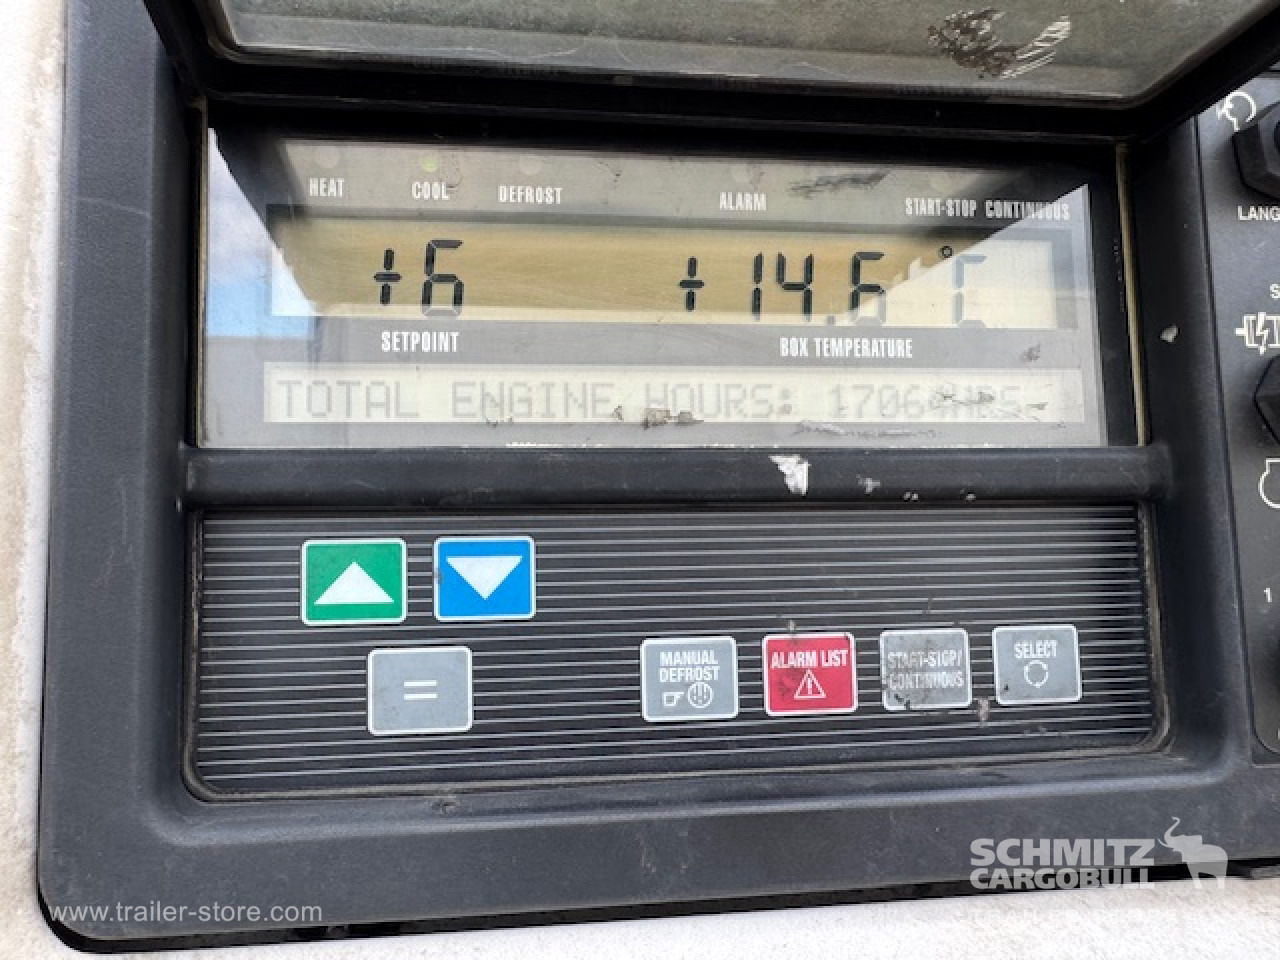 HEAT COOL DEFROST ALARM START-STOP CONTINUOUS
+6 +14.6 °C
SETPOINT BOX TEMPERATURE
TOTAL ENGINE HOURS: 17064HRS
LANG
S
1
MANUAL DEFROST
ALARM LIST
START-STOP/
CONTINUOUS
SELECT
=
SCHMITZ
CARGOBULL
www.trailer-store.com